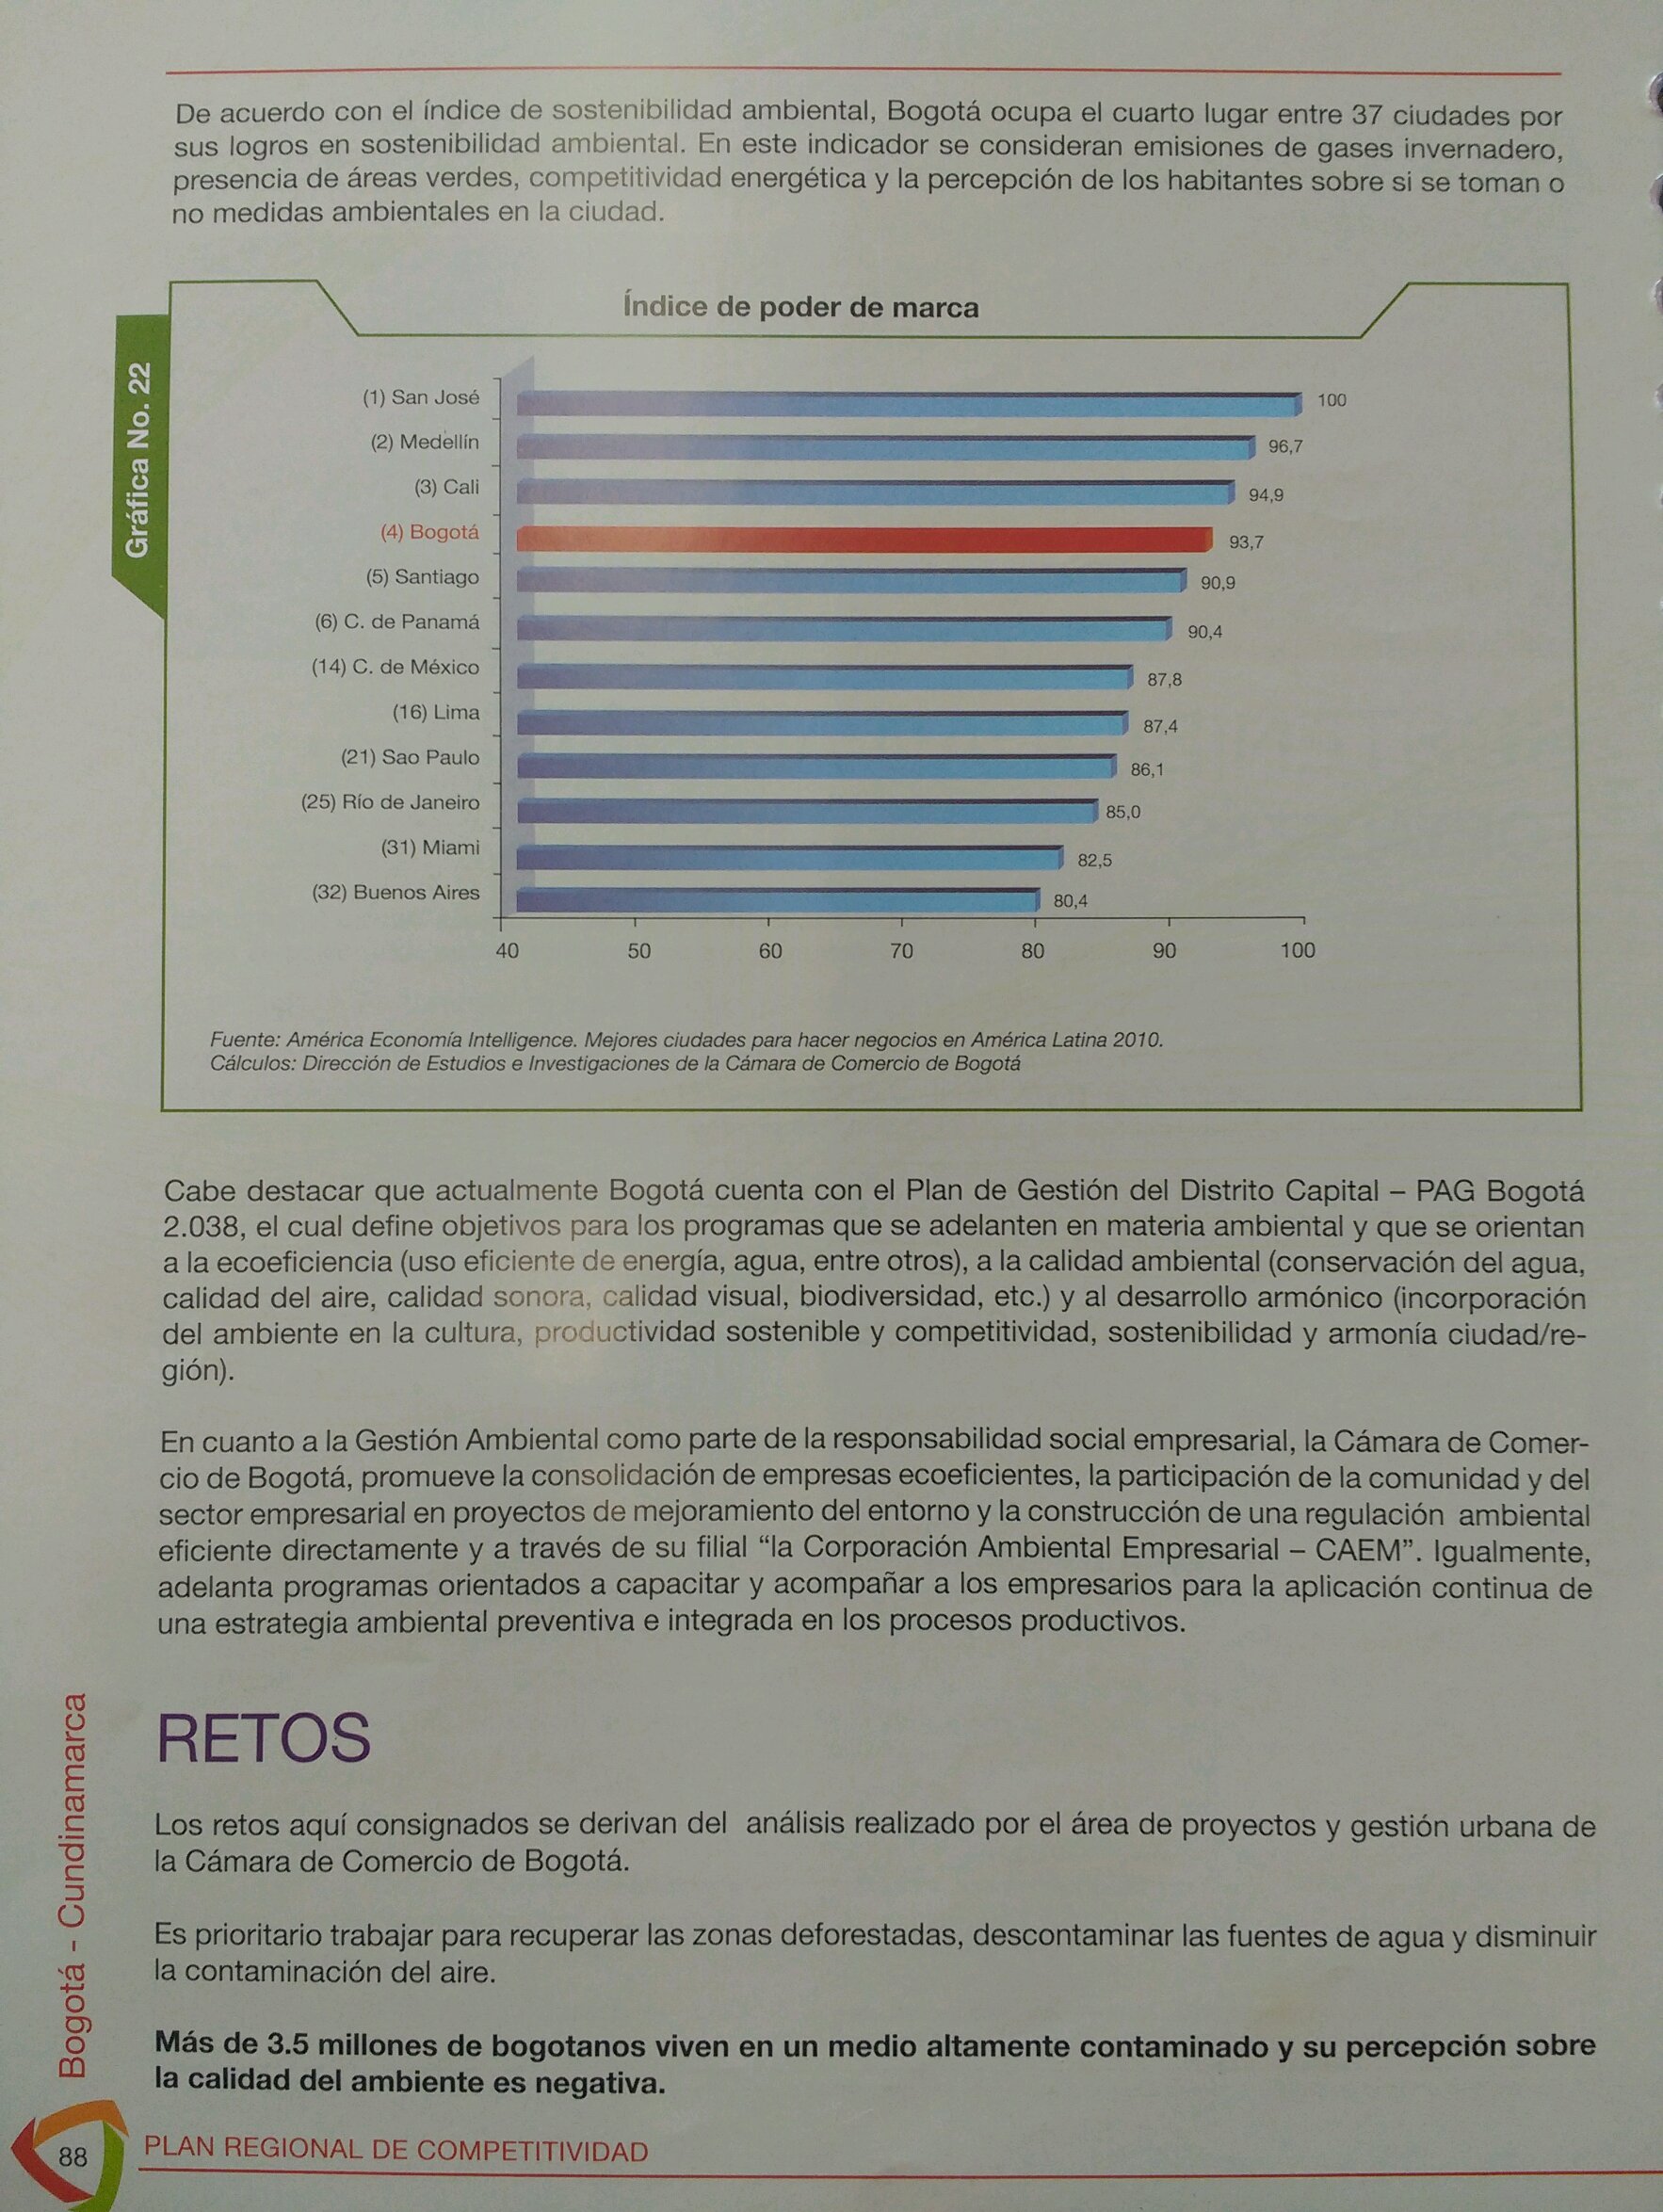 De acuerdo con el índice de sostenibilidad ambiental, Bogotá ocupa el cuarto lugar entre 37 ciudades por
sus logros en sostenibilidad ambiental. En este indicador se consideran emisiones de gases invernadero,
presencia de áreas verdes, competitividad energética y la percepción de los habitantes sobre si se toman o
no medidas ambientales en la ciudad.
Gráfica No. 22
Índice de poder de marca
(1) San José 100
(2) Medellín 96,7
(3) Cali 94,9
(4) Bogotá 93,7
(5) Santiago 90,9
(6) C. de Panamá 90,4
(14) C. de México 87,8
(16) Lima 87,4
(21) Sao Paulo 86,1
(25) Río de Janeiro 85,0
(31) Miami 82,5
(32) Buenos Aires 80,4
40 50 60 70 80 90 100
Fuente: América Economía Intelligence. Mejores ciudades para hacer negocios en América Latina 2010.
Cálculos: Dirección de Estudios e Investigaciones de la Cámara de Comercio de Bogotá
Cabe destacar que actualmente Bogotá cuenta con el Plan de Gestión del Distrito Capital – PAG Bogotá
2.038, el cual define objetivos para los programas que se adelanten en materia ambiental y que se orientan
a la ecoeficiencia (uso eficiente de energía, agua, entre otros), a la calidad ambiental (conservación del agua,
calidad del aire, calidad sonora, calidad visual, biodiversidad, etc.) y al desarrollo armónico (incorporación
del ambiente en la cultura, productividad sostenible y competitividad, sostenibilidad y armonía ciudad/re-
gión).
En cuanto a la Gestión Ambiental como parte de la responsabilidad social empresarial, la Cámara de Comer-
cio de Bogotá, promueve la consolidación de empresas ecoeficientes, la participación de la comunidad y del
sector empresarial en proyectos de mejoramiento del entorno y la construcción de una regulación ambiental
eficiente directamente y a través de su filial “la Corporación Ambiental Empresarial – CAEM”. Igualmente,
adelanta programas orientados a capacitar y acompañar a los empresarios para la aplicación continua de
una estrategia ambiental preventiva e integrada en los procesos productivos.
RETOS
Los retos aquí consignados se derivan del análisis realizado por el área de proyectos y gestión urbana de
la Cámara de Comercio de Bogotá.
Es prioritario trabajar para recuperar las zonas deforestadas, descontaminar las fuentes de agua y disminuir
la contaminación del aire.
Más de 3.5 millones de bogotanos viven en un medio altamente contaminado y su percepción sobre
la calidad del ambiente es negativa.
Bogotá - Cundinamarca
88
PLAN REGIONAL DE COMPETITIVIDAD